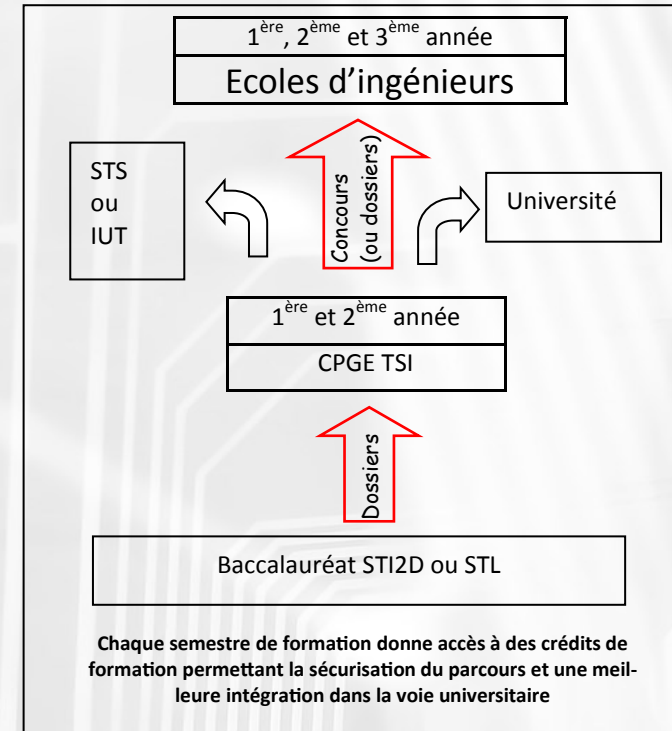 1ère, 2ème et 3ème année
Ecoles d’ingénieurs
STS
ou
IUT
Concours
(ou dossiers)
Université
1ère et 2ème année
CPGE TSI
Dossiers
Baccalauréat STI2D ou STL
Chaque semestre de formation donne accès à des crédits de
formation permettant la sécurisation du parcours et une meil-
leure intégration dans la voie universitaire